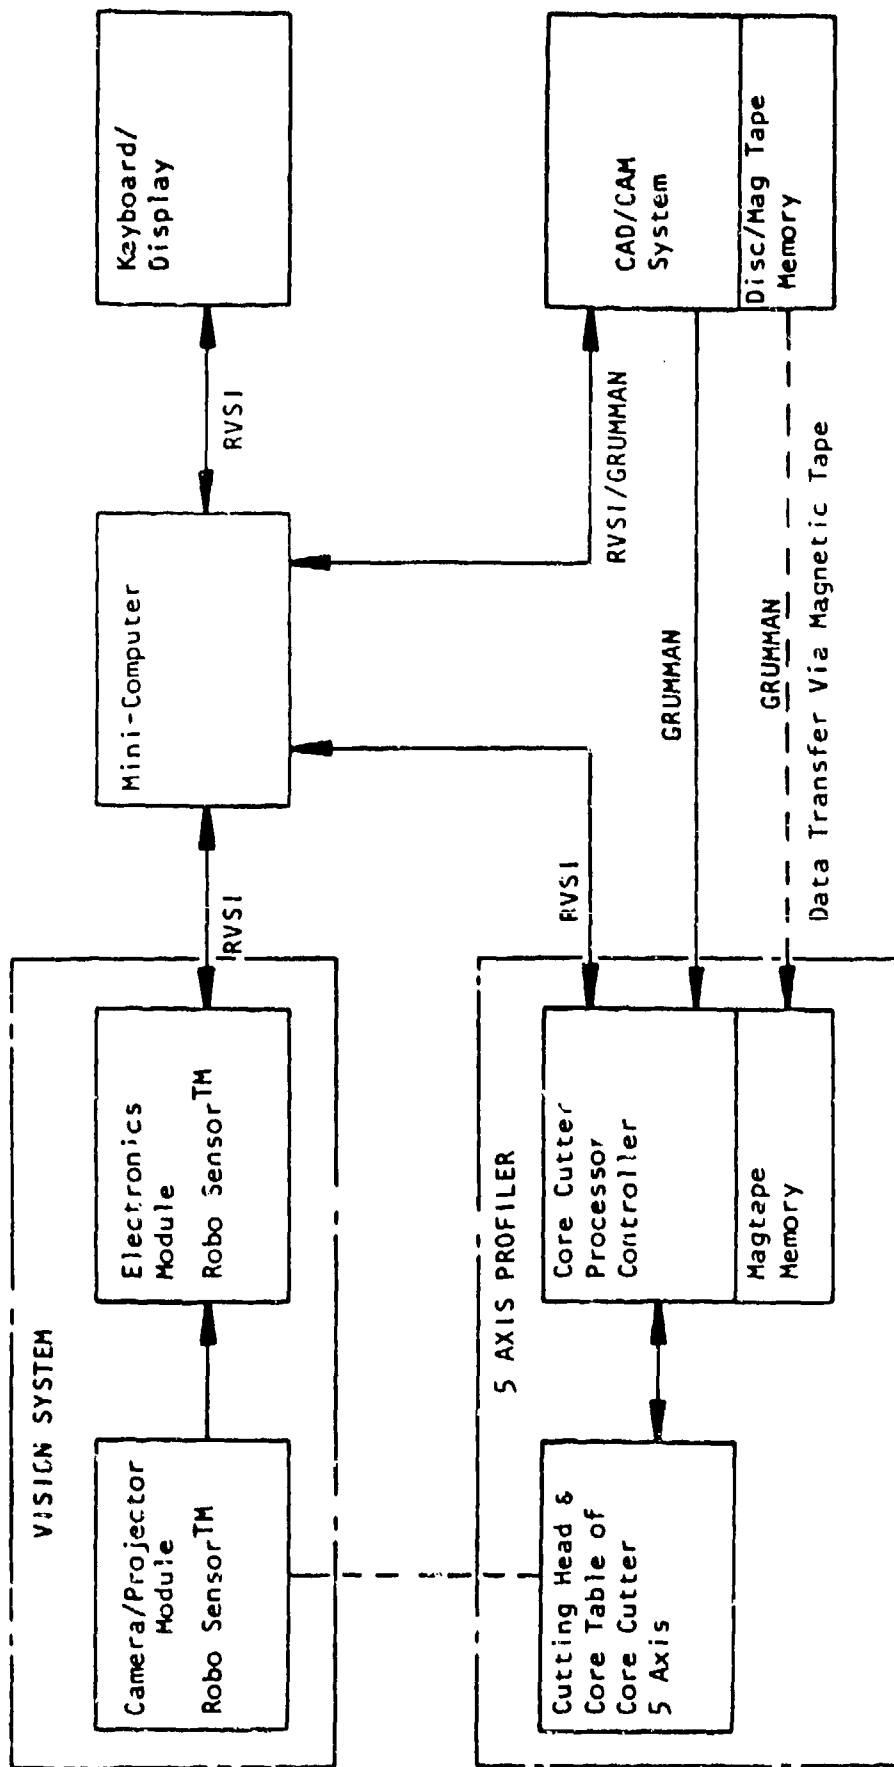 VISION SYSTEM
Camera/Projector
Module
Robo Sensor™
Electronics
Module
Robo Sensor™
RVSI
Mini-Computer
RVSI
Keyboard/
Display
5 AXIS PROFILER
Cutting Head &
Core Table of
Core Cutter
5 Axis
Core Cutter
Processor
Controller
Magtape
Memory
RVSI
RVSI/GRUMMAN
GRUMMAN
GRUMMAN
Data Transfer Via Magnetic Tape
CAD/CAM
System
Disc/Mag Tape
Memory